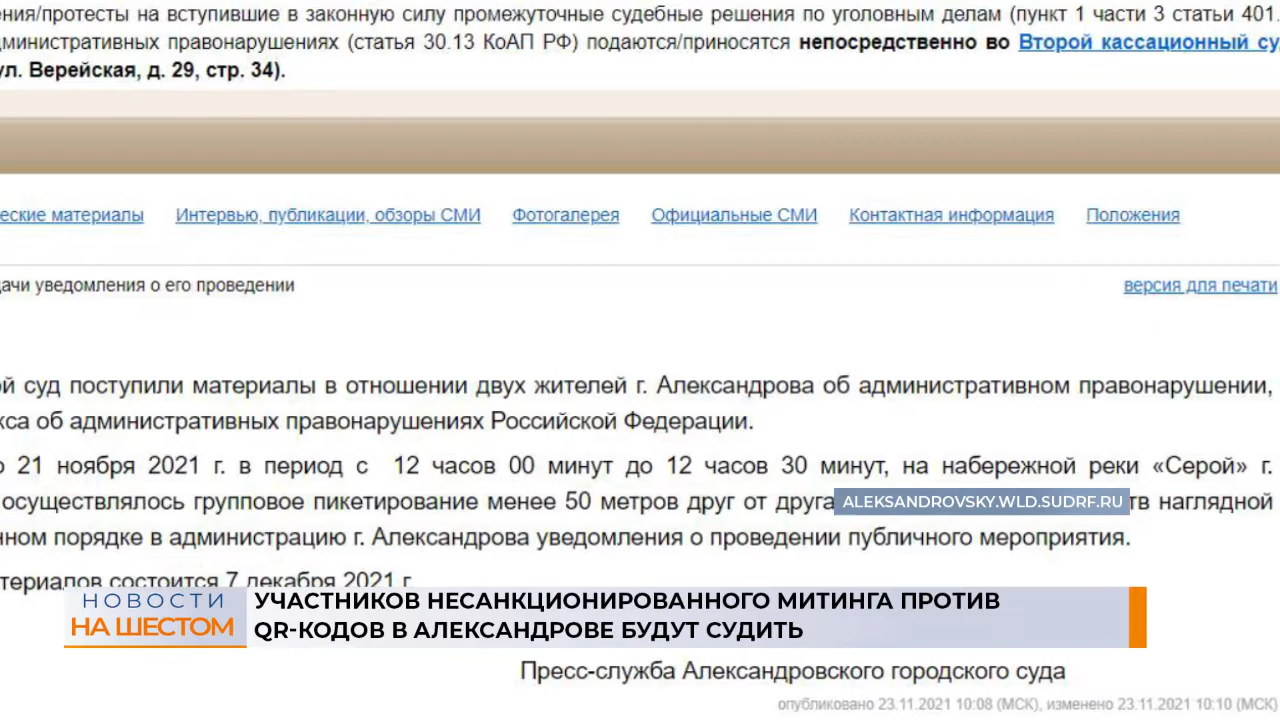 ния/протесты на вступившие в законную силу промежуточные судебные решения по уголовным делам (пункт 1 части 3 статьи 401.
дминистративных правонарушениях (статья 30.13 КоАП РФ) подаются/приносятся непосредственно во Второй кассационный су
ул. Верейская, д. 29, стр. 34).
еские материалы Интервью, публикации, обзоры СМИ Фотогалерея Официальные СМИ Контактная информация Положения
дачи уведомления о его проведении версия для печати
й суд поступили материалы в отношении двух жителей г. Александрова об административном правонарушении,
кса об административных правонарушениях Российской Федерации.
о 21 ноября 2021 г. в период с 12 часов 00 минут до 12 часов 30 минут, на набережной реки «Серой» г.
осуществлялось групповое пикетирование менее 50 метров друг от друга ALEKSANDROVSKY.WLD.SUDRF.RU тв наглядной
нном порядке в администрацию г. Александрова уведомления о проведении публичного мероприятия.
териалов состоится 7 декабря 2021 г.
НОВОСТИ
НА ШЕСТОМ
УЧАСТНИКОВ НЕСАНКЦИОНИРОВАННОГО МИТИНГА ПРОТИВ
QR-КОДОВ В АЛЕКСАНДРОВЕ БУДУТ СУДИТЬ
Пресс-служба Александровского городского суда
опубликовано 23.11.2021 10:08 (МСК), изменено 23.11.2021 10:10 (МСК)